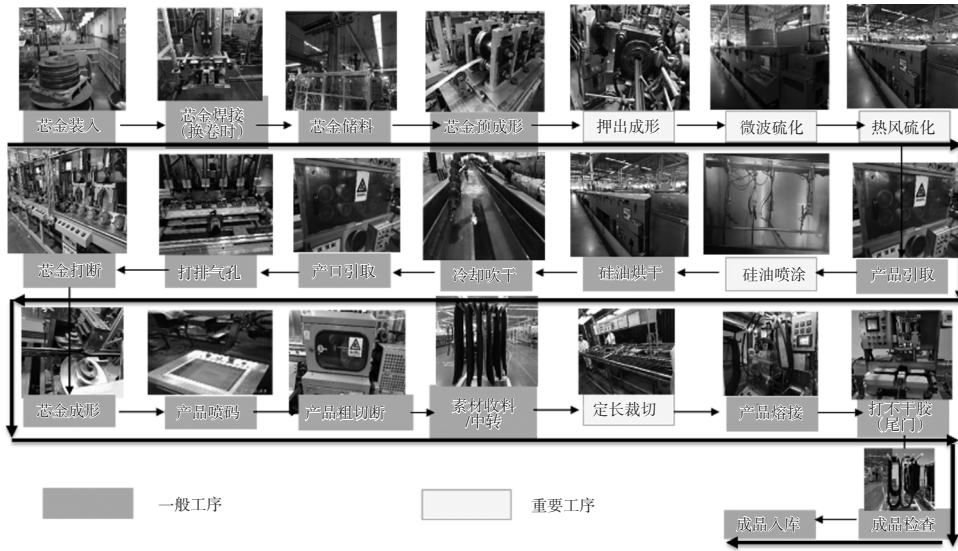 芯金装入
芯金焊接
(换卷时)
芯金储料
芯金预成形
押出成形
微波硫化
热风硫化
芯金打断
打排气孔
产口引取
冷却吹干
硅油烘干
硅油喷涂
产品引取
芯金成形
产品喷码
产品粗切断
素材收料
/中转
定长裁切
产品熔接
打不干胶
(尾门)
一般工序
重要工序
成品入库
成品检查